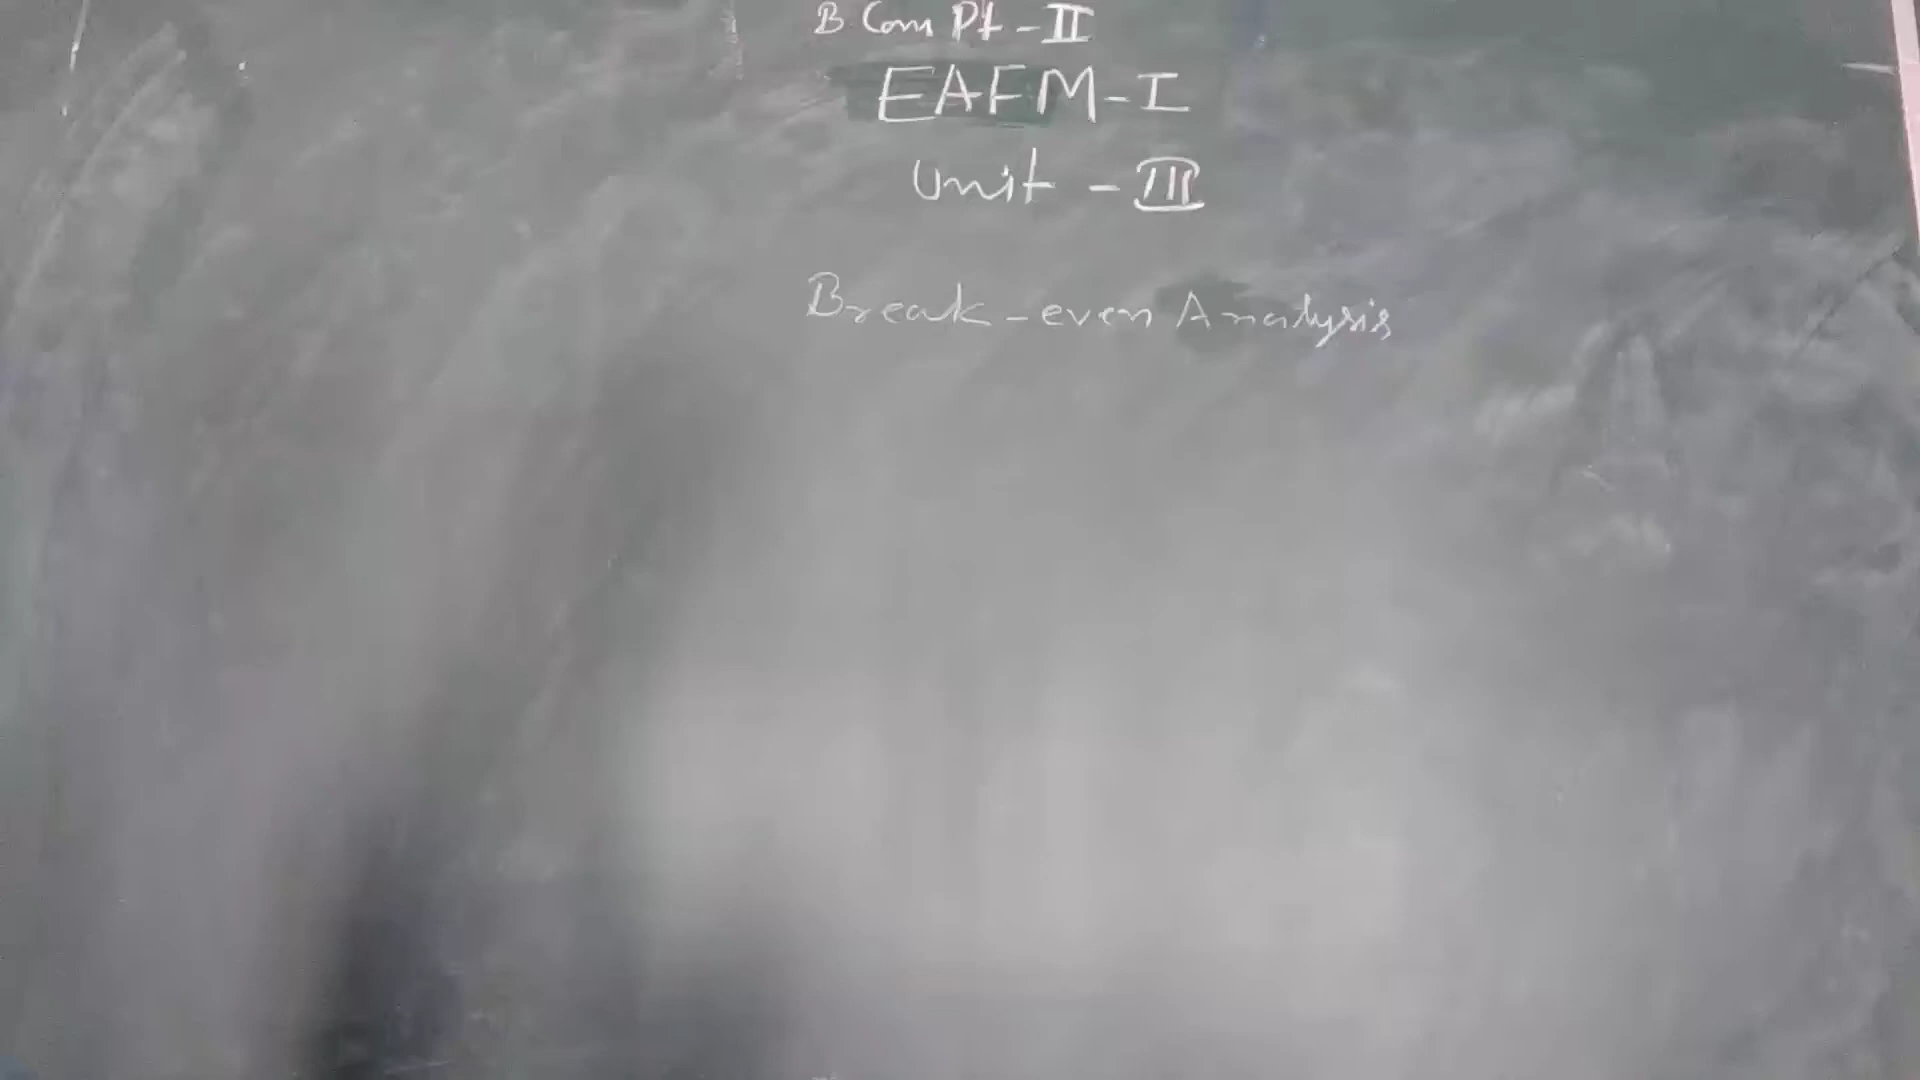 B. Com Pt - II
EAFM - I
Unit - III
Break-even Analysis